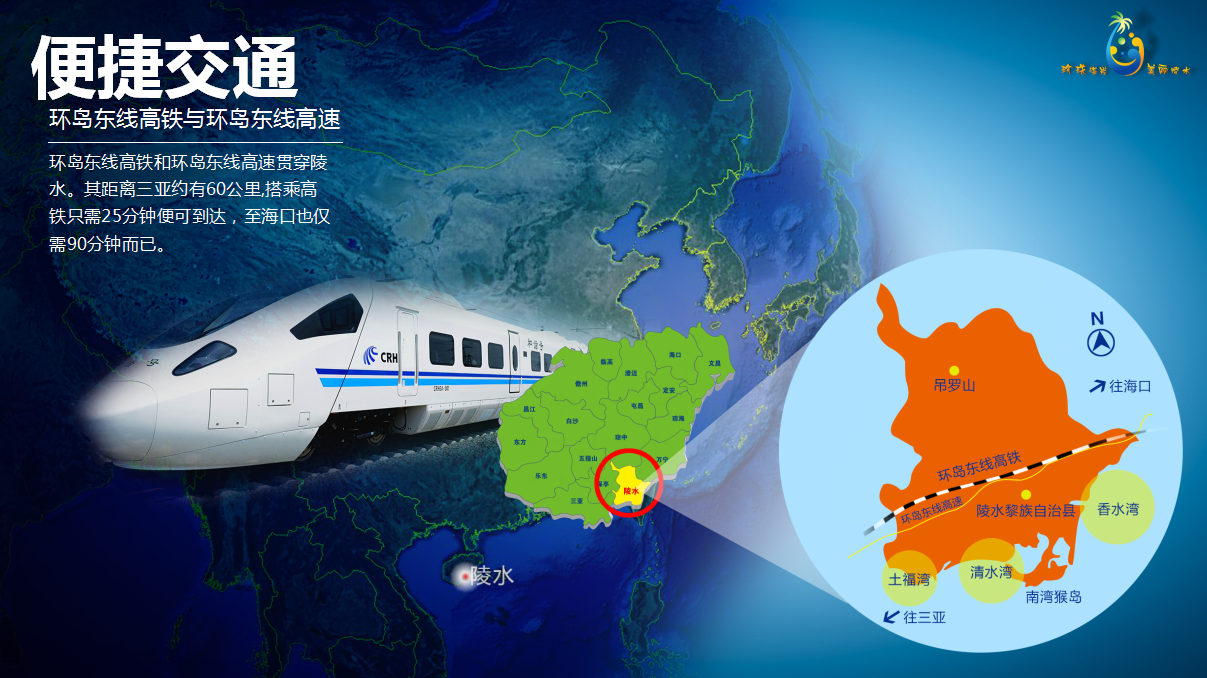 便捷交通
环岛东线高铁与环岛东线高速
环岛东线高铁和环岛东线高速贯穿陵
水。其距离三亚约有60公里,搭乘高
铁只需25分钟便可到达，至海口也仅
需90分钟而已。
CRH
和谐号
临高
海口
文昌
澄迈
儋州
定安
屯昌
昌江
白沙
琼海
琼中
东方
五指山
万宁
乐东
保亭
陵水
三亚
陵水
N
往海口
吊罗山
环岛东线高铁
环岛东线高速
陵水黎族自治县
香水湾
土福湾
清水湾
南湾猴岛
往三亚